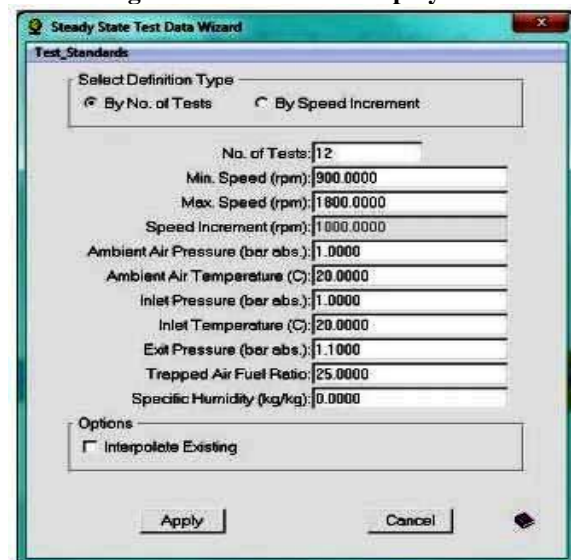 Steady State Test Data Wizard
Test_Standards
Select Definition Type
By No. of Tests By Speed Increment
No. of Tests: 12
Min. Speed (rpm): 900.0000
Max. Speed (rpm): 1800.0000
Speed Increment (rpm): 1000.0000
Ambient Air Pressure (bar abs.): 1.0000
Ambient Air Temperature (C): 20.0000
Inlet Pressure (bar abs.): 1.0000
Inlet Temperature (C): 20.0000
Exit Pressure (bar abs.): 1.1000
Trapped Air Fuel Ratio: 25.0000
Specific Humidity (kg/kg): 0.0000
Options
Interpolate Existing
Apply Cancel